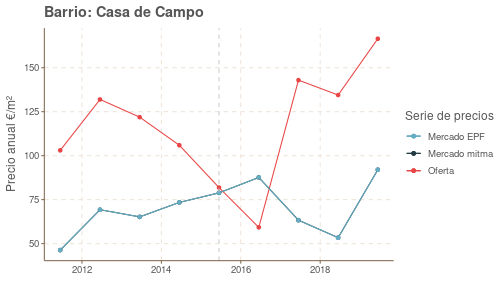 Barrio: Casa de Campo
Precio anual €/m²
150
125
100
75
50
2012
2014
2016
2018
Serie de precios
Mercado EPF
Mercado mitma
Oferta